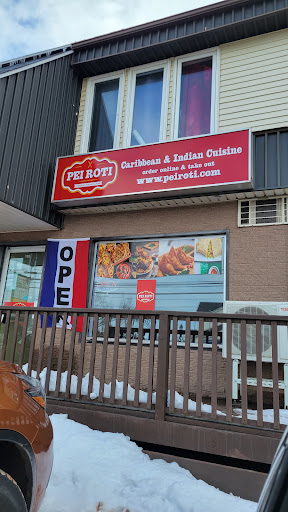 PEI ROTI
Caribbean & Indian Cuisine
order online & take out
www.peiroti.com
OPE
PEI ROTI